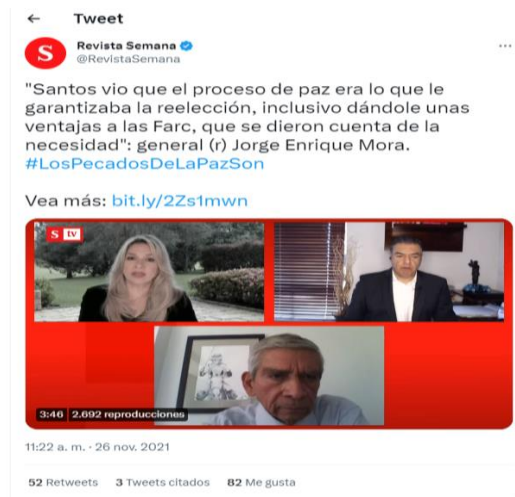 ← Tweet
S Revista Semana
@RevistaSemana
...
"Santos vio que el proceso de paz era lo que le
garantizaba la reelección, inclusivo dándole unas
ventajas a las Farc, que se dieron cuenta de la
necesidad": general (r) Jorge Enrique Mora.
#LosPecadosDeLaPazSon
Vea más: bit.ly/2Zs1mwn
S tv
3:46 2.692 reproducciones
11:22 a. m. · 26 nov. 2021
52 Retweets 3 Tweets citados 82 Me gusta